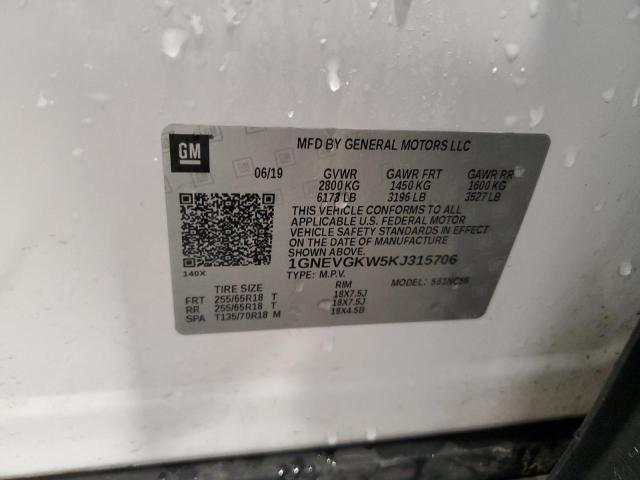 GM
MFD BY GENERAL MOTORS LLC
06/19 GVWR GAWR FRT GAWR RR
2800 KG 1450 KG 1600 KG
6173 LB 3196 LB 3527 LB
THIS VEHICLE CONFORMS TO ALL
APPLICABLE U.S. FEDERAL MOTOR
VEHICLE SAFETY STANDARDS IN EFFECT
ON THE DATE OF MANUFACTURE
SHOWN ABOVE.
1GNEVGKW5KJ315706
140X
TYPE: M.P.V. MODEL:
TIRE SIZE RIM
FRT 255/65R18 T 18X7.5J
RR 255/65R18 T 18X7.5J
SPA T135/70R18 M 18X4.5B